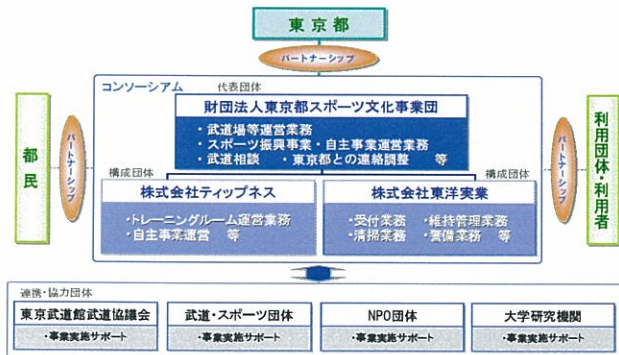 東京都
パートナーシップ
コンソーシアム
代表団体
財団法人東京都スポーツ文化事業団
・武道場等運営業務
・スポーツ振興事業・自主事業運営業務
・武道相談 ・東京都との連絡調整 等
都民
パートナーシップ
パートナーシップ
利用団体・利用者
構成団体
株式会社ティップネス
・トレーニングルーム運営業務
・自主事業運営 等
構成団体
株式会社東洋実業
・受付業務 ・維持管理業務
・清掃業務 ・警備業務 等
連携・協力団体
東京武道館武道協議会
・事業実施サポート
武道・スポーツ団体
・事業実施サポート
NPO団体
・事業実施サポート
大学研究機関
・事業実施サポート